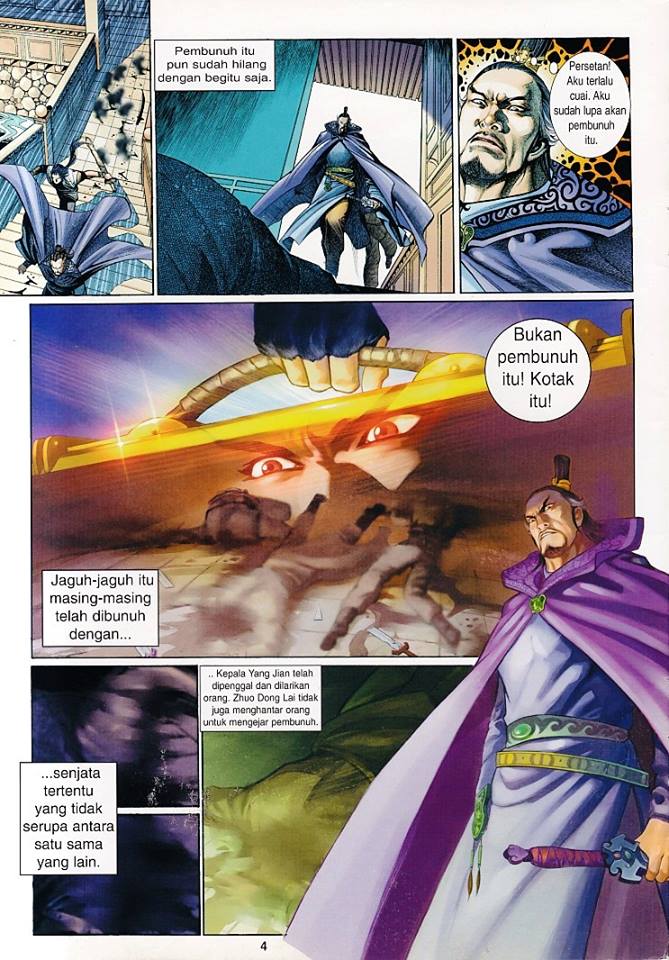 Pembunuh itu
pun sudah hilang
dengan begitu saja.
Persetan!
Aku terlalu
cuai. Aku
sudah lupa akan
pembunuh
itu.
Bukan
pembunuh
itu! Kotak
itu!
Jaguh-jaguh itu
masing-masing
telah dibunuh
dengan...
...senjata
tertentu
yang tidak
serupa antara
satu sama
yang lain.
.. Kepala Yang Jian telah
dipenggal dan dilarikan
orang. Zhuo Dong Lai tidak
juga menghantar orang
untuk mengejar pembunuh.
4